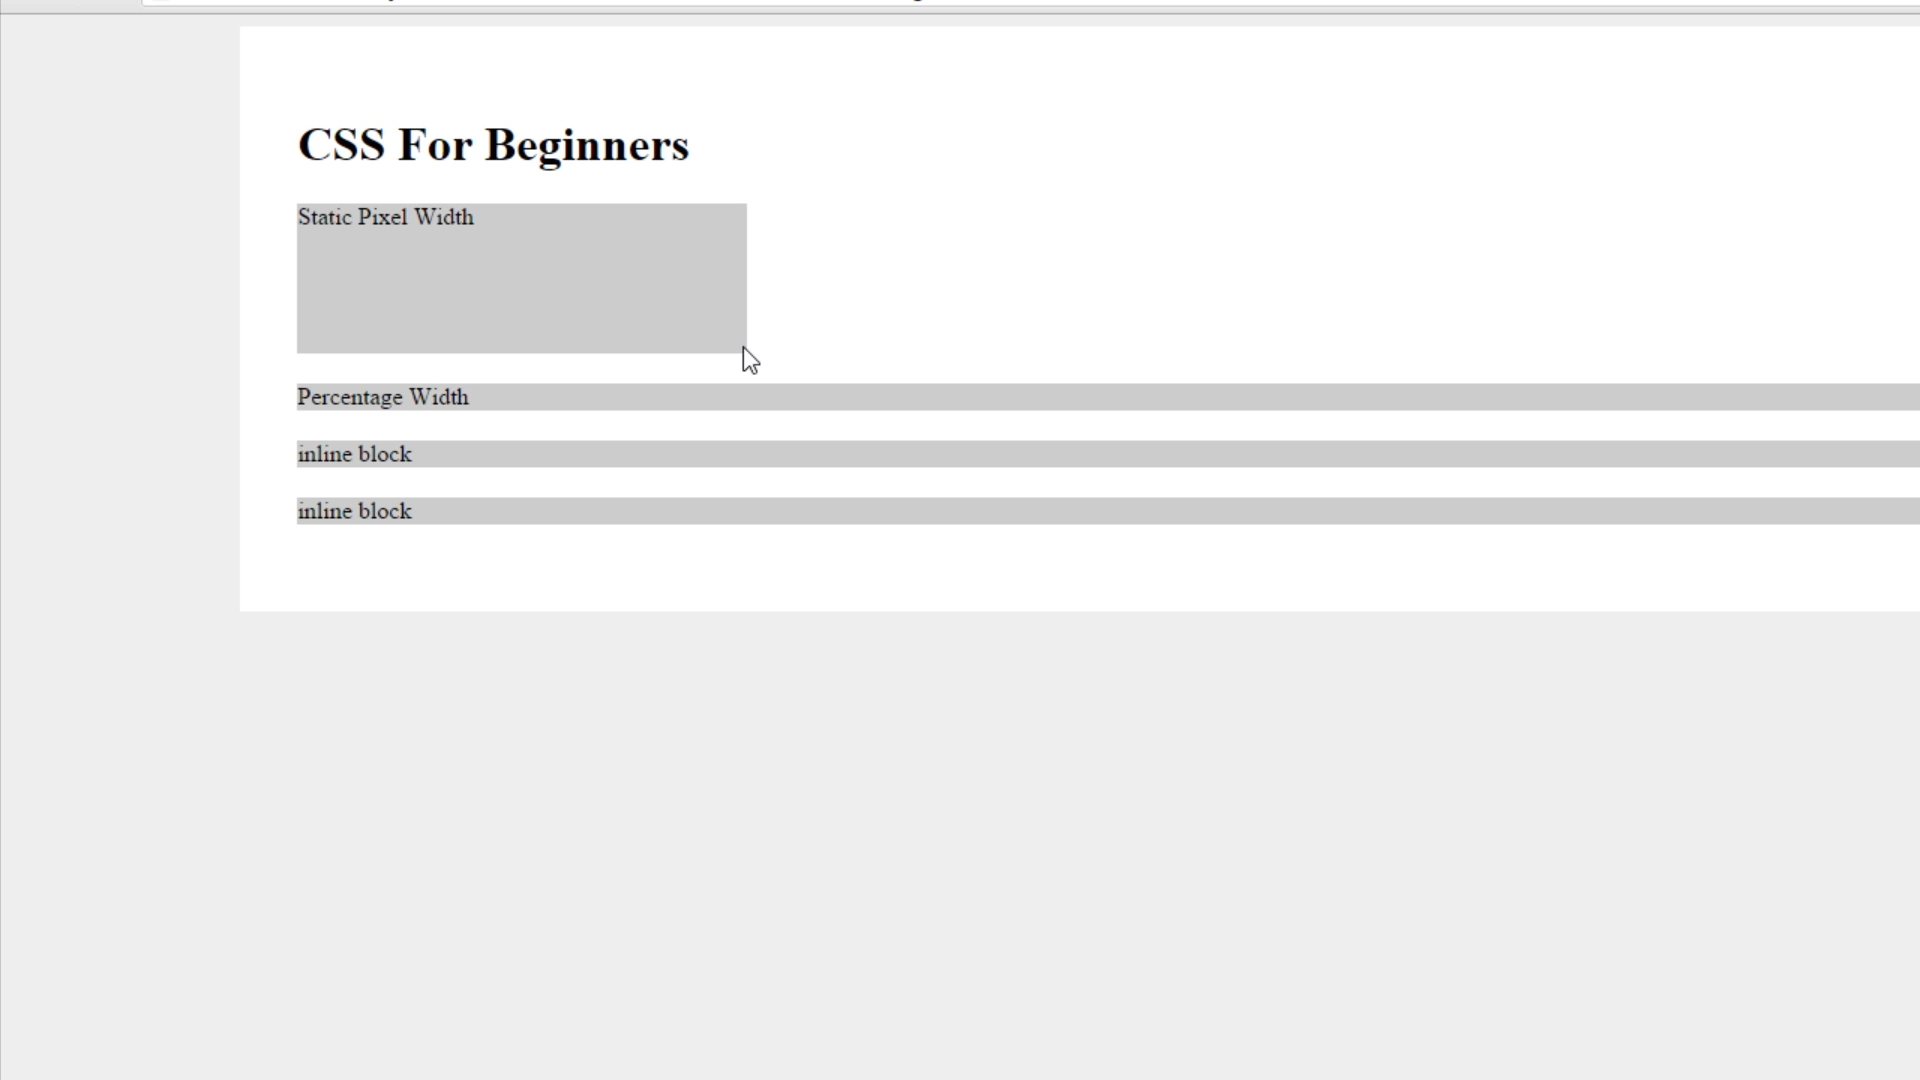 CSS For Beginners
Static Pixel Width
Percentage Width
inline block
inline block